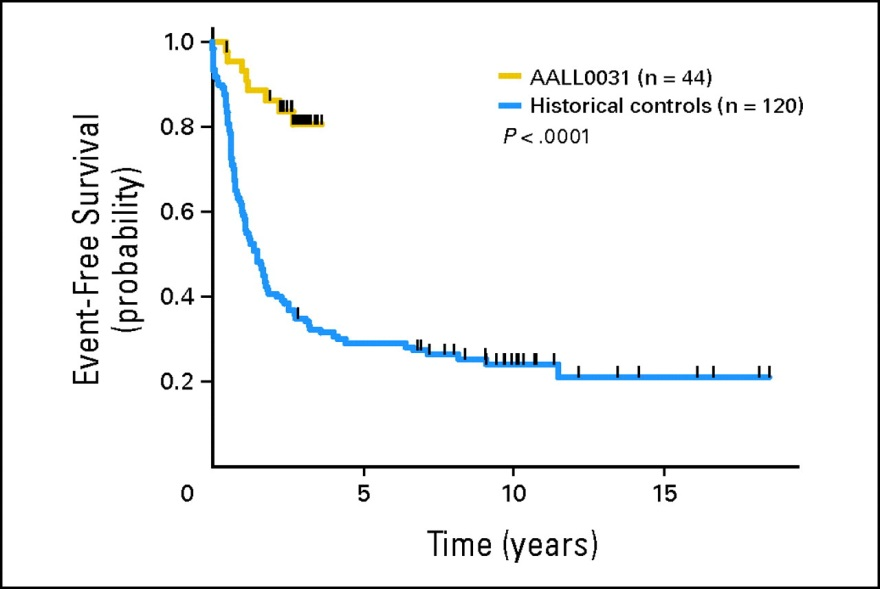 1.0
0.8
0.6
0.4
0.2
0
5
10
15
Event-Free Survival
(probability)
Time (years)
AALL0031 (n = 44)
Historical controls (n = 120)
P < .0001